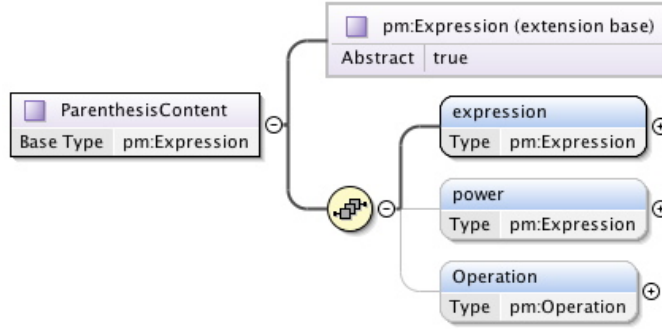 pm:Expression (extension base)
Abstract true
ParenthesisContent
Base Type pm:Expression
expression
Type pm:Expression
power
Type pm:Expression
Operation
Type pm:Operation